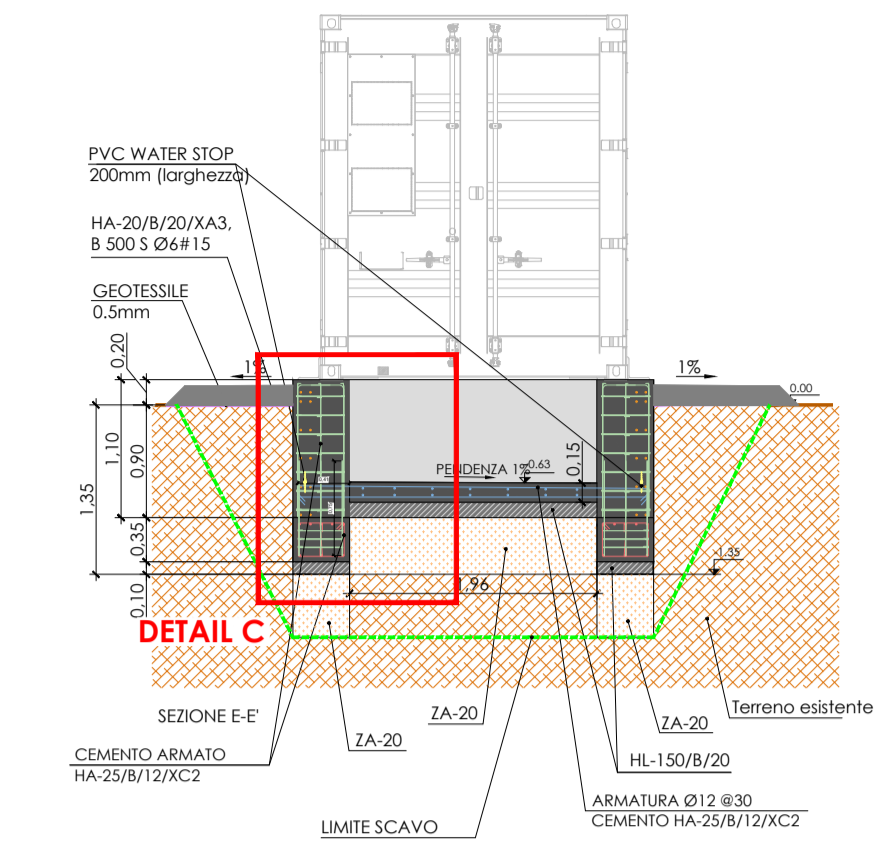 PVC WATER STOP
200mm (larghezza)
HA-20/B/20/XA3,
B 500 S Ø6#15
GEOTESSILE
0.5mm
0,20
1%
1%
0.00
1,10
0,90
1,35
0,35
0,10
PENDENZA 1%
-0.63
0,15
-1.35
1,96
DETAIL C
SEZIONE E-E'
ZA-20
ZA-20
ZA-20
Terreno esistente
CEMENTO ARMATO
HA-25/B/12/XC2
HL-150/B/20
ARMATURA Ø12 @30
CEMENTO HA-25/B/12/XC2
LIMITE SCAVO